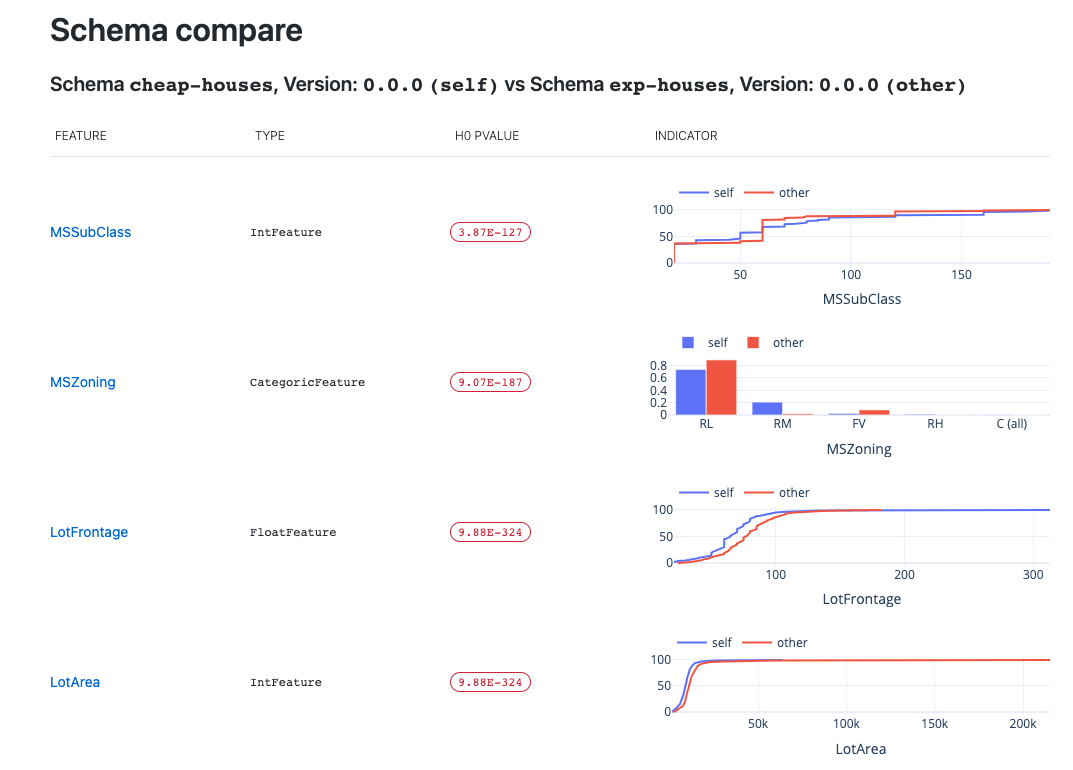 Schema compare
Schema cheap-houses, Version: 0.0.0 (self) vs Schema exp-houses, Version: 0.0.0 (other)
FEATURE TYPE H0 PVALUE INDICATOR
self other
MSSubClass IntFeature 3.87E-127
100
50
0
50 100 150
MSSubClass
self other
MSZoning CategoricFeature 9.07E-187
0.8
0.6
0.4
0.2
0
RL RM FV RH C (all)
MSZoning
self other
LotFrontage FloatFeature 9.88E-324
100
50
0
100 200 300
LotFrontage
self other
LotArea IntFeature 9.88E-324
100
50
0
50k 100k 150k 200k
LotArea